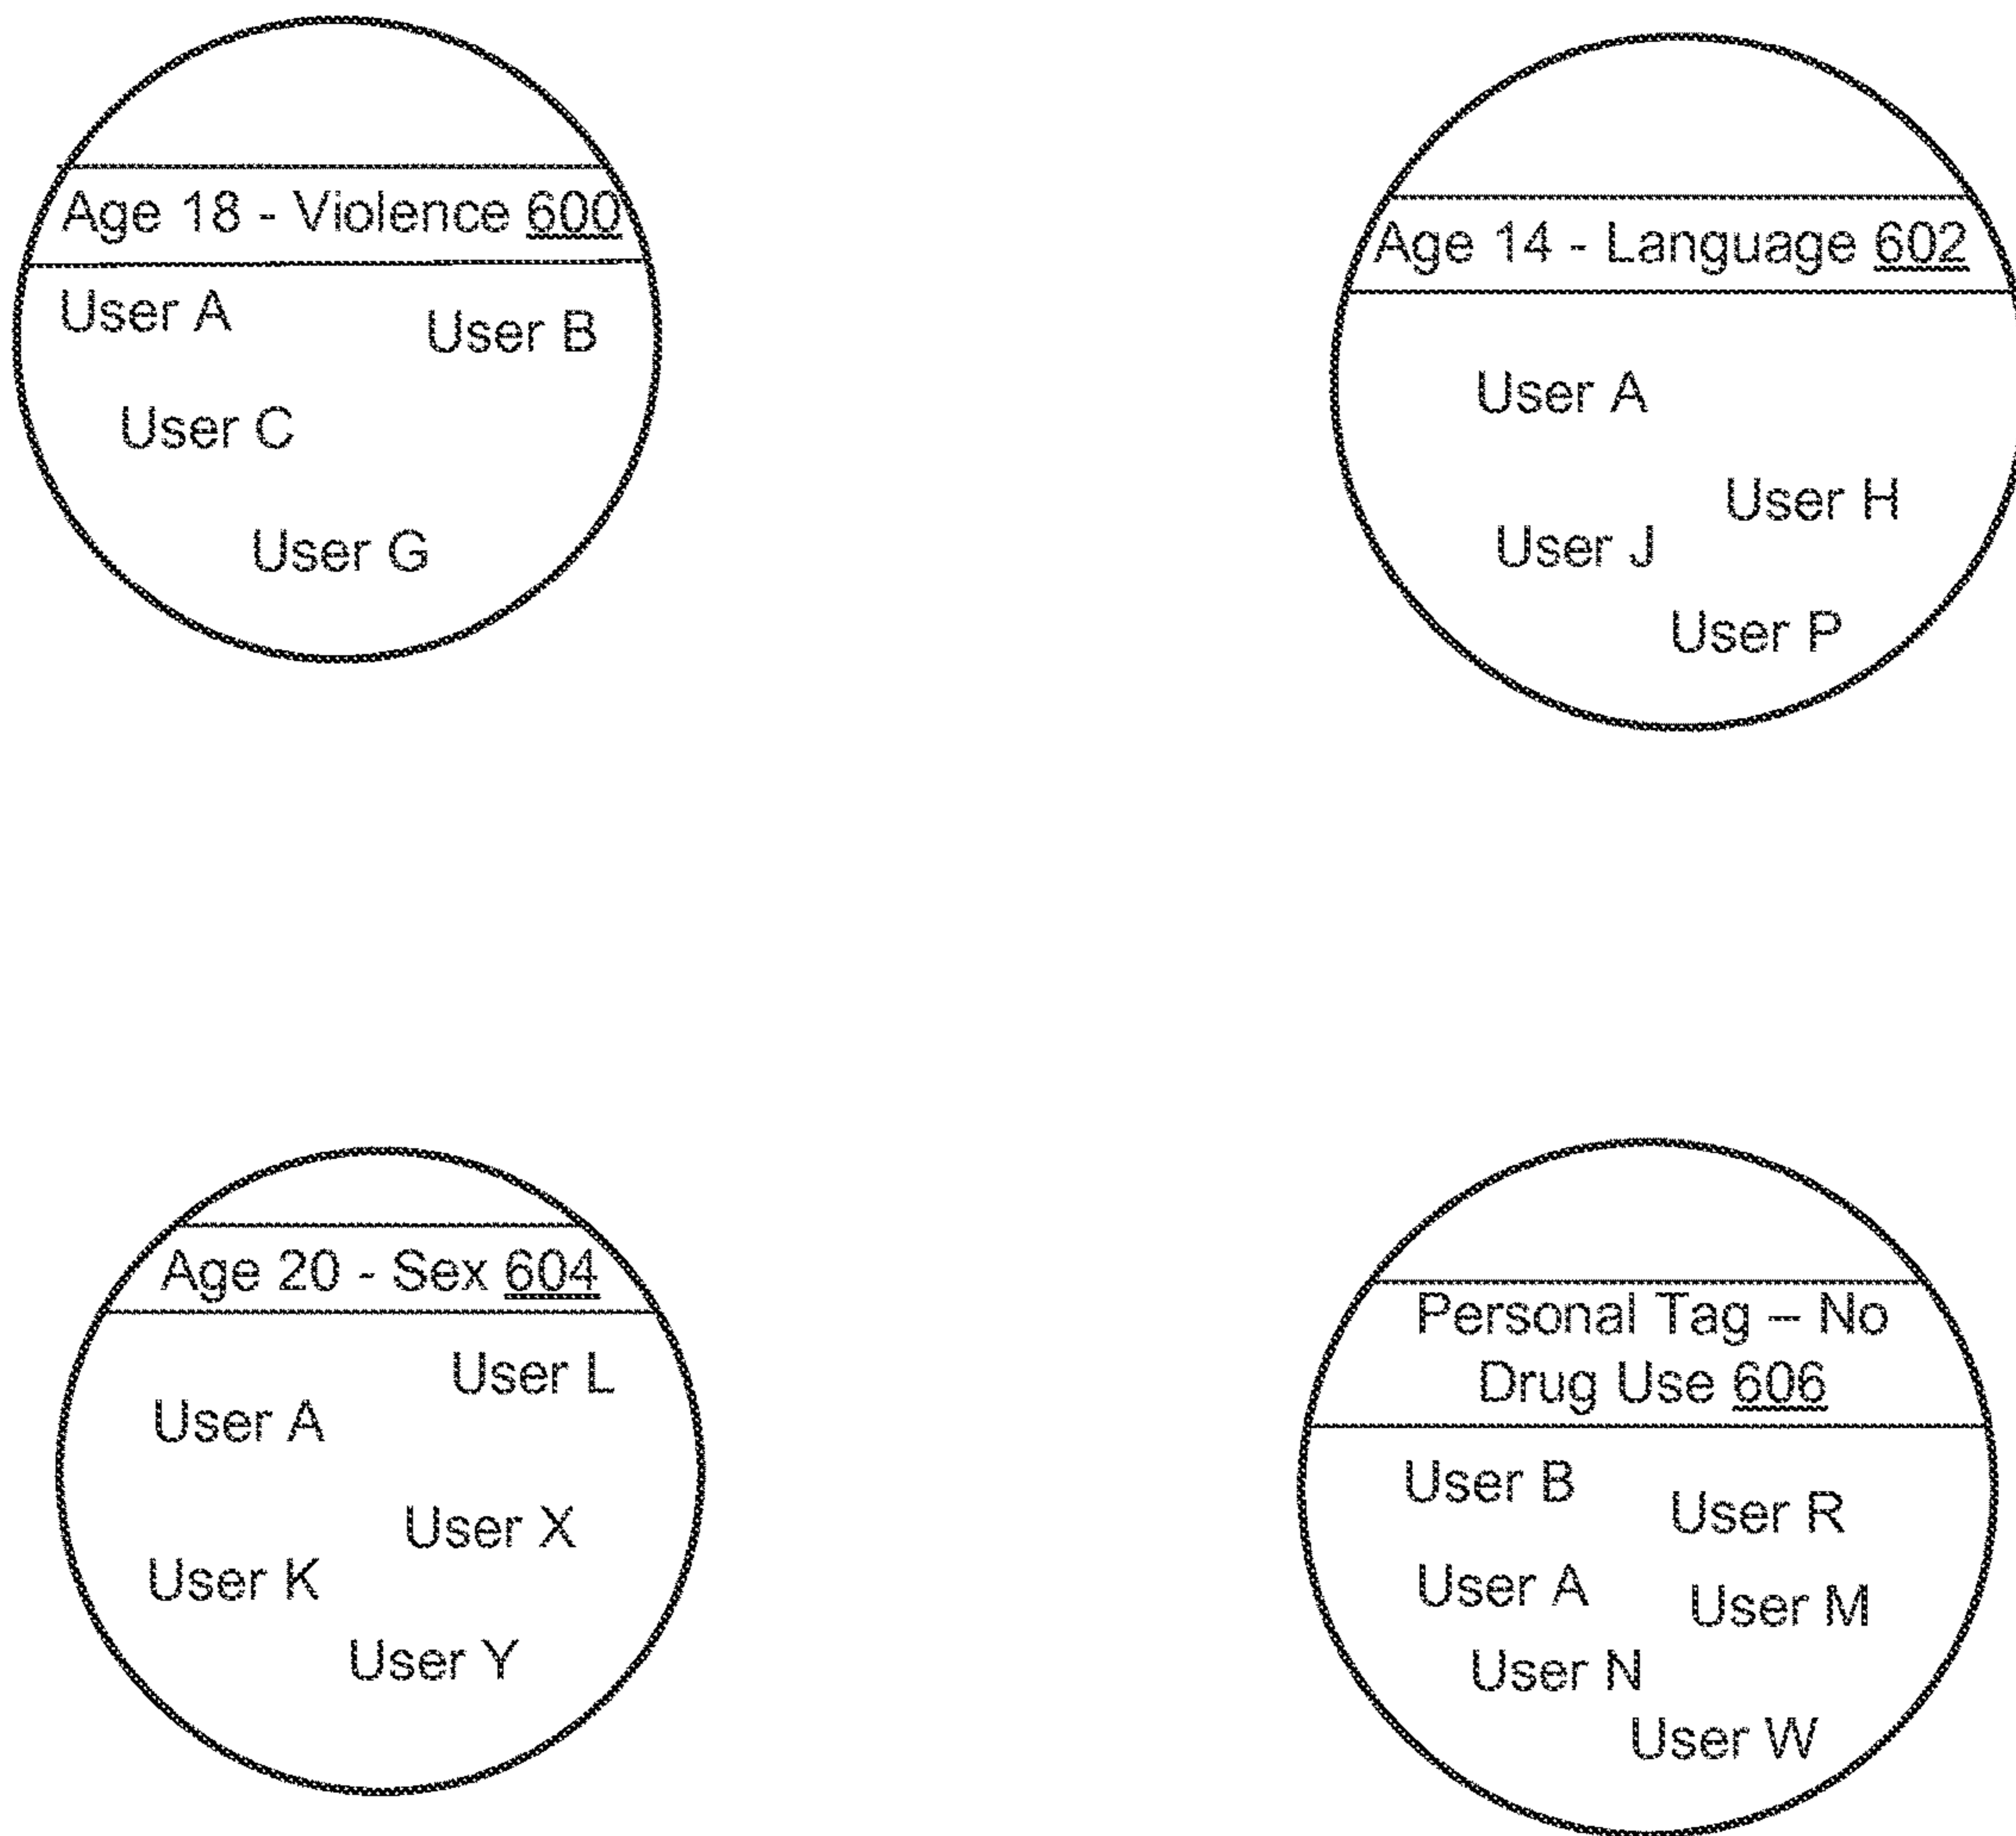 Age 18 - Violence 600
User A
User B
User C
User G
Age 14 - Language 602
User A
User H
User J
User P
Age 20 - Sex 604
User L
User A
User X
User K
User Y
Personal Tag – No
Drug Use 606
User B
User R
User A
User M
User N
User W